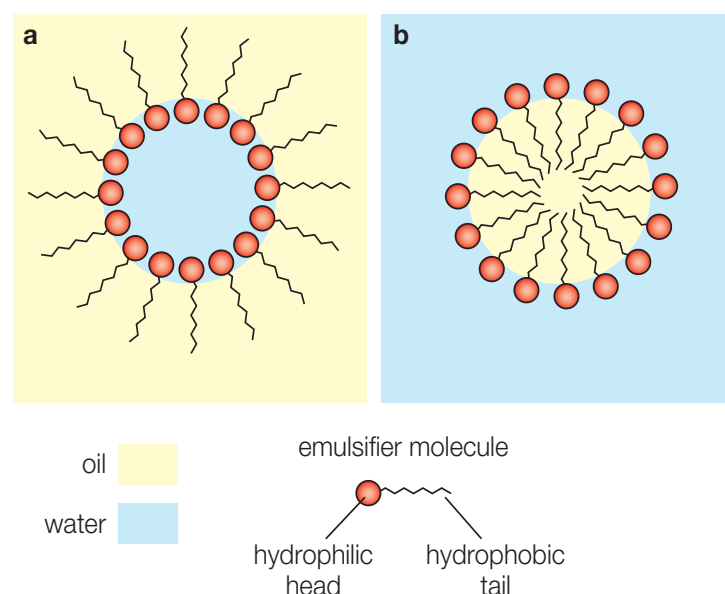 a
b
oil
water
emulsifier molecule
hydrophilic
head
hydrophobic
tail